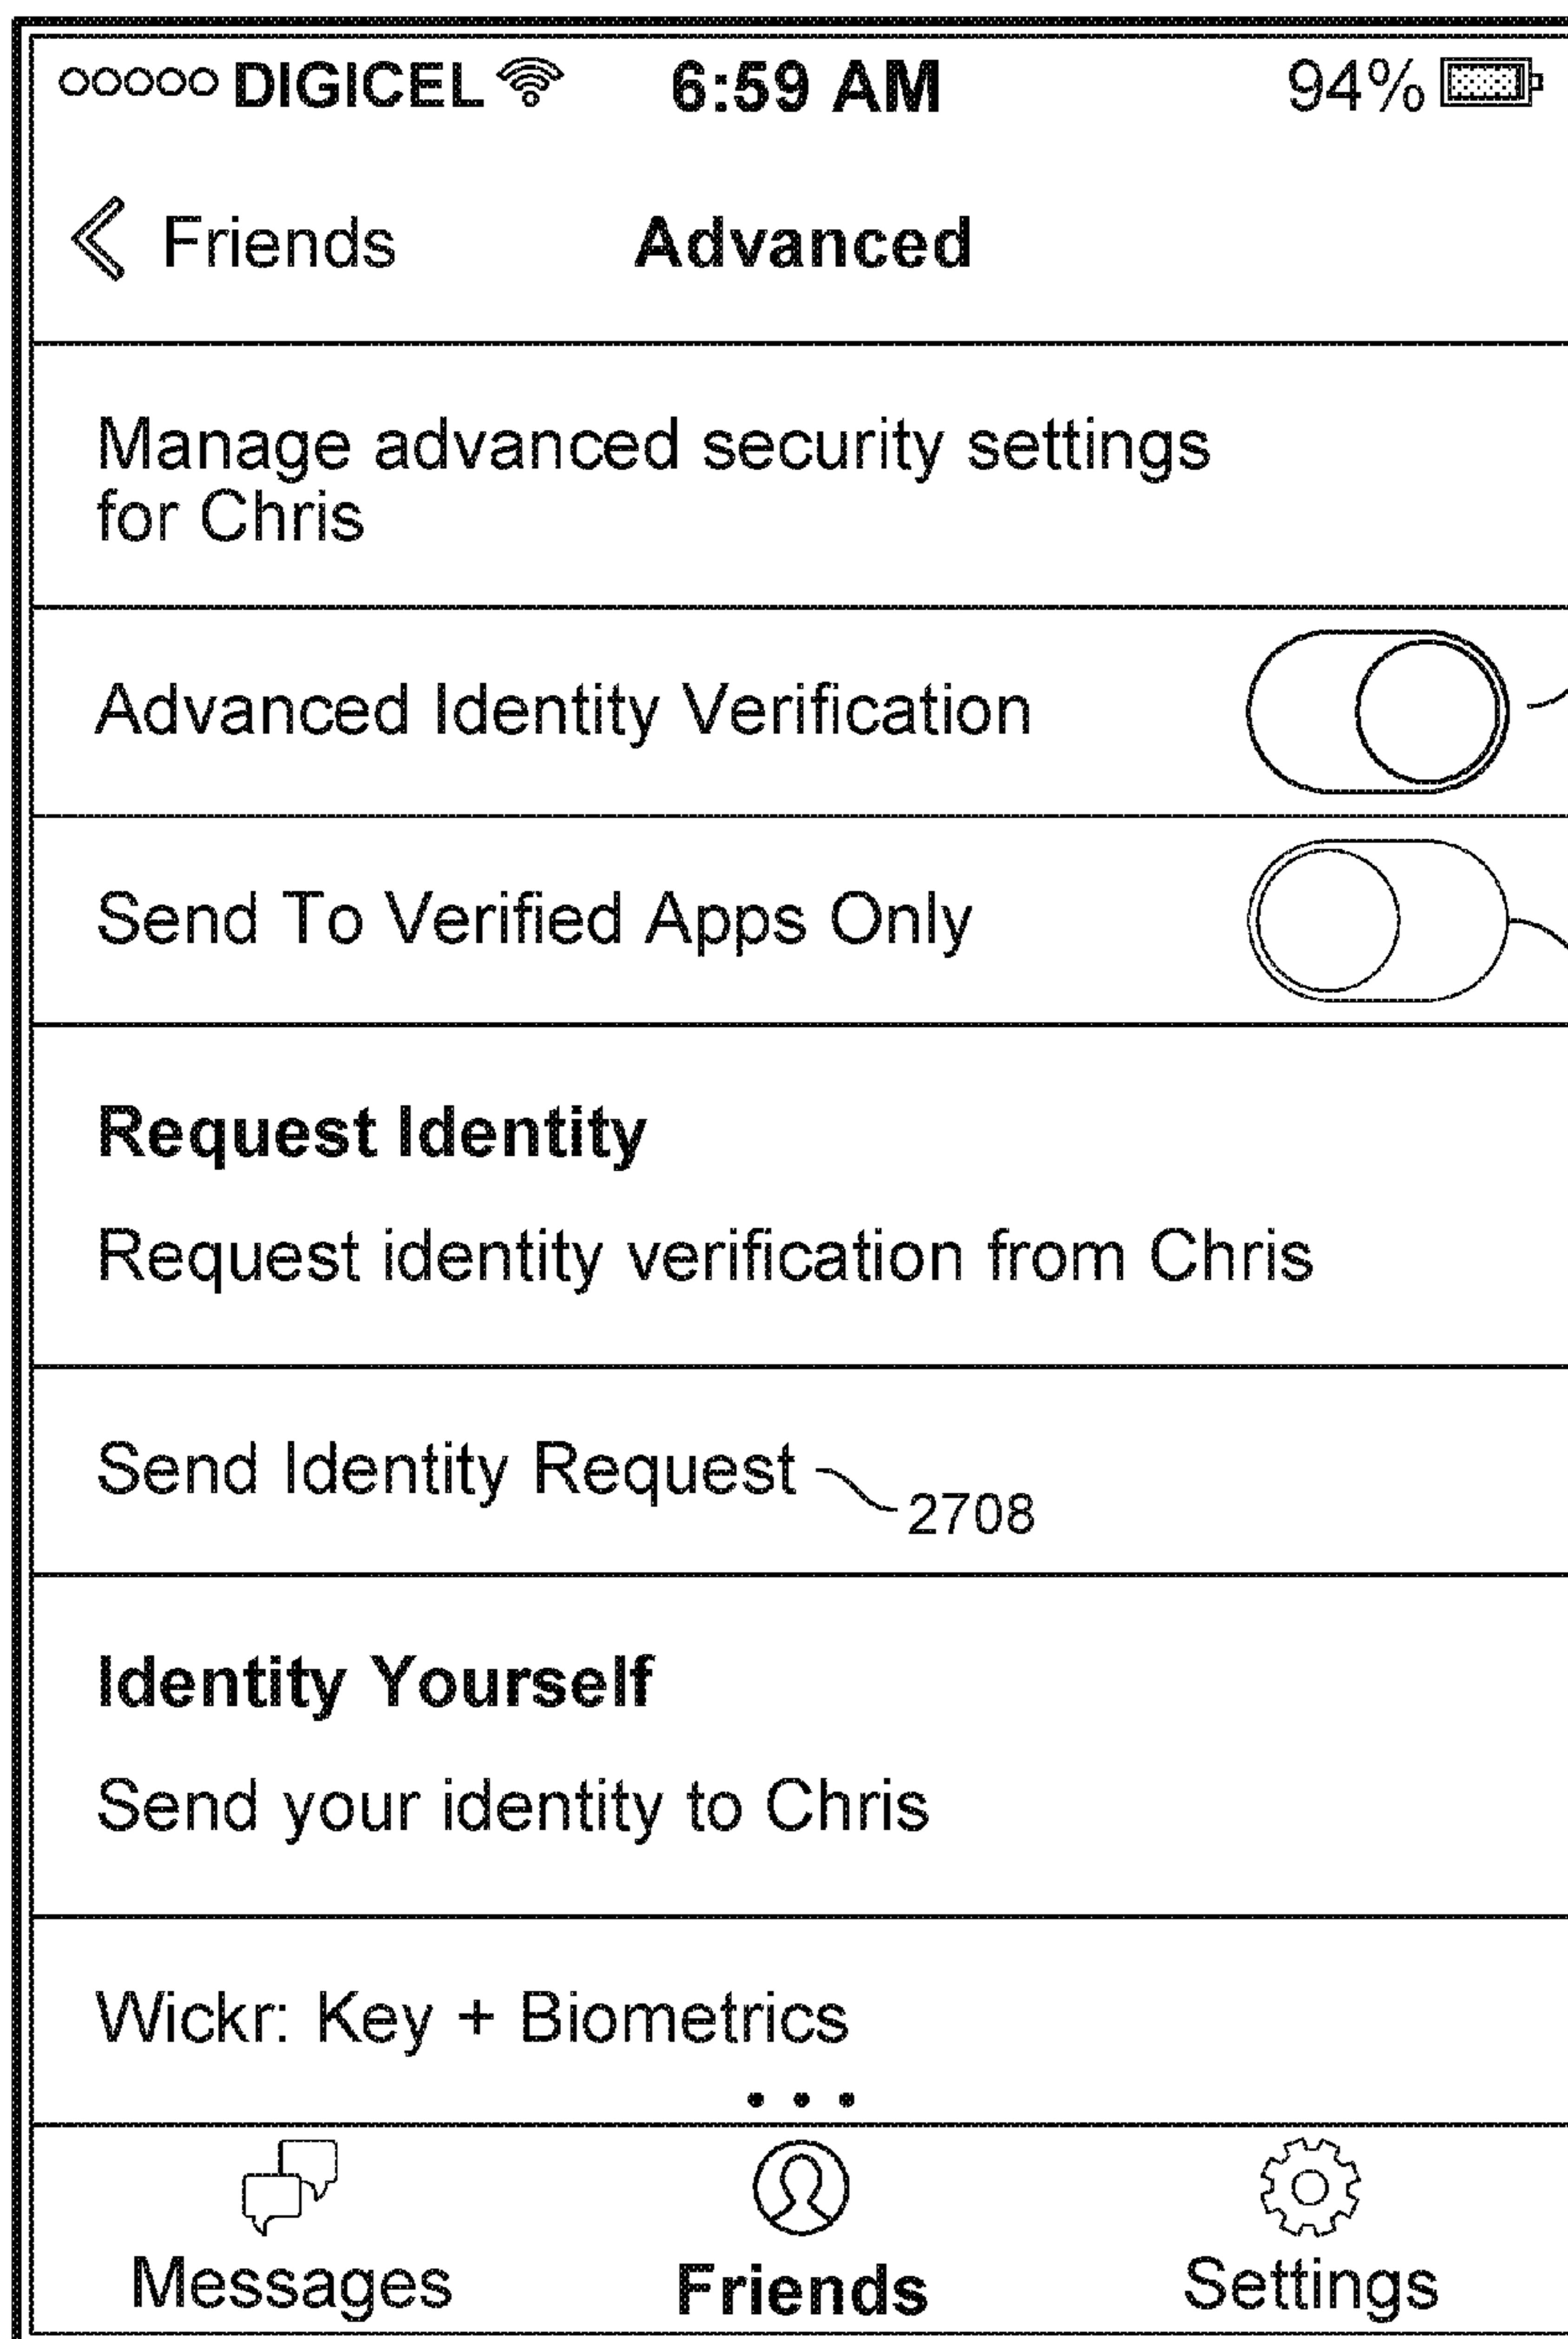 DIGICEL 6:59 AM 94%
Friends Advanced
Manage advanced security settings
for Chris
Advanced Identity Verification
Send To Verified Apps Only
Request Identity
Request identity verification from Chris
Send Identity Request 2708
Identity Yourself
Send your identity to Chris
Wickr: Key + Biometrics
• • •
Messages Friends Settings